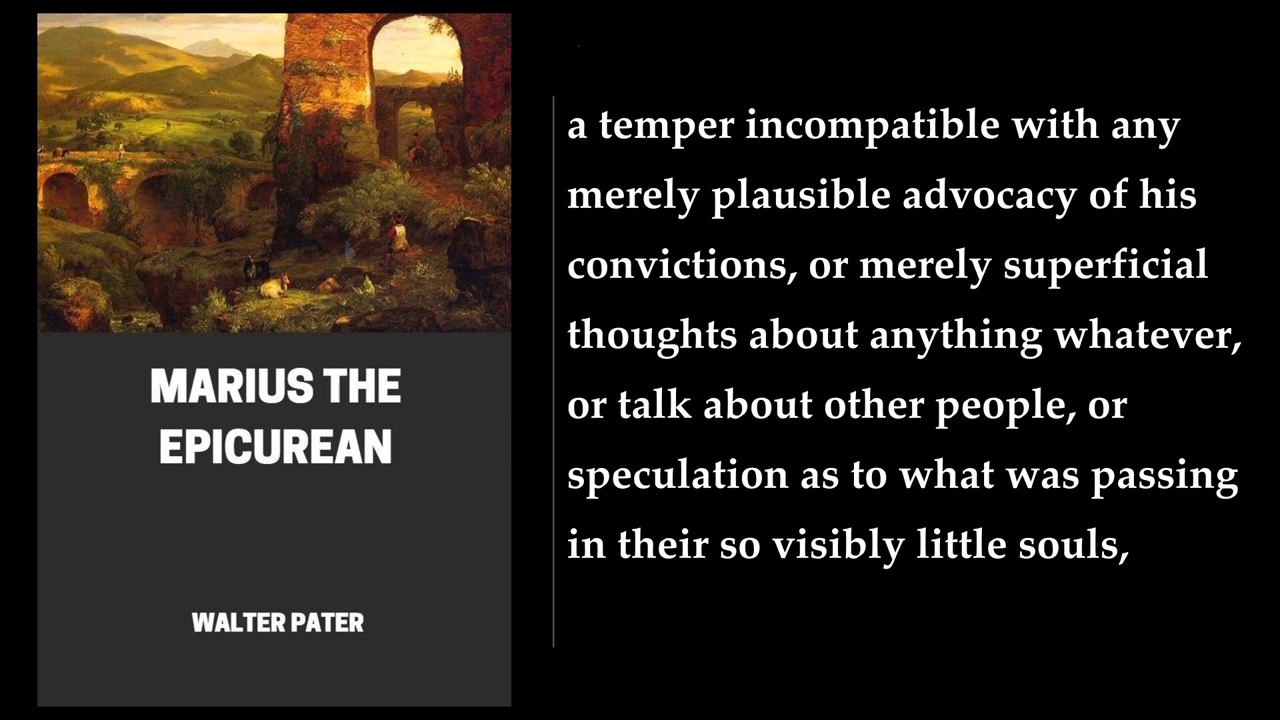 MARIUS THE
EPICUREAN
WALTER PATER
a temper incompatible with any
merely plausible advocacy of his
convictions, or merely superficial
thoughts about anything whatever,
or talk about other people, or
speculation as to what was passing
in their so visibly little souls,